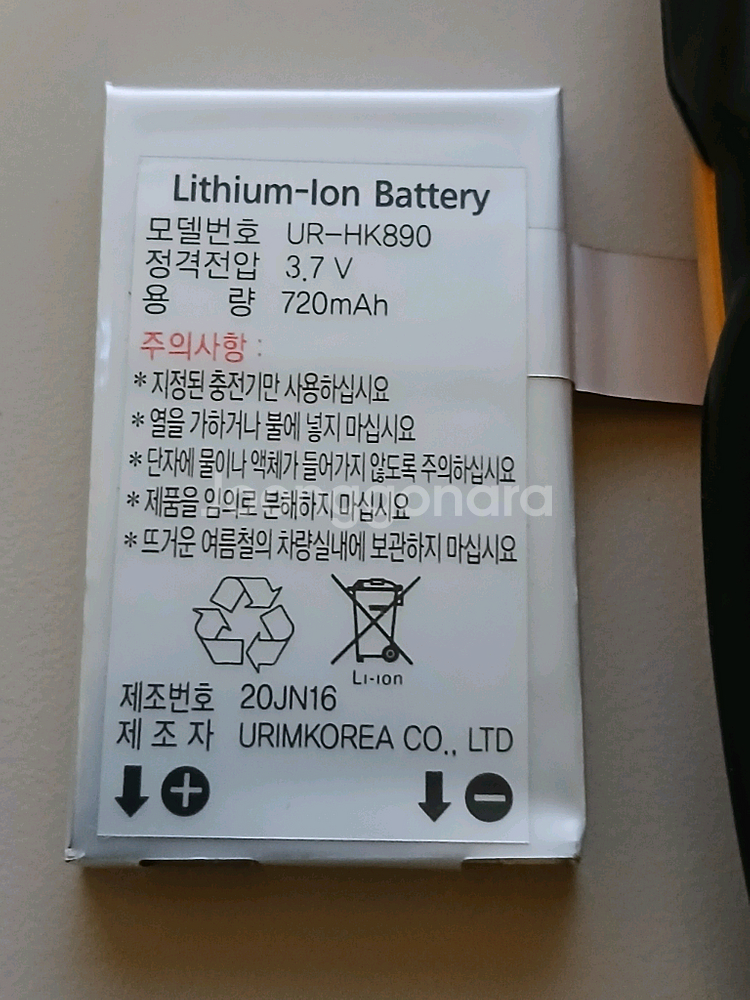 Lithium-Ion Battery
모델번호 UR-HK890
정격전압 3.7 V
용 량 720mAh
주의사항 :
* 지정된 충전기만 사용하십시요
* 열을 가하거나 불에 넣지 마십시요
* 단자에 물이나 액체가 들어가지 않도록 주의하십시요
* 제품을 임의로 분해하지 마십시요
joonggonara
* 뜨거운 여름철의 차량실내에 보관하지 마십시요
Li-ion
제조번호 20JN16
제 조 자 URIMKOREA CO., LTD
+ -